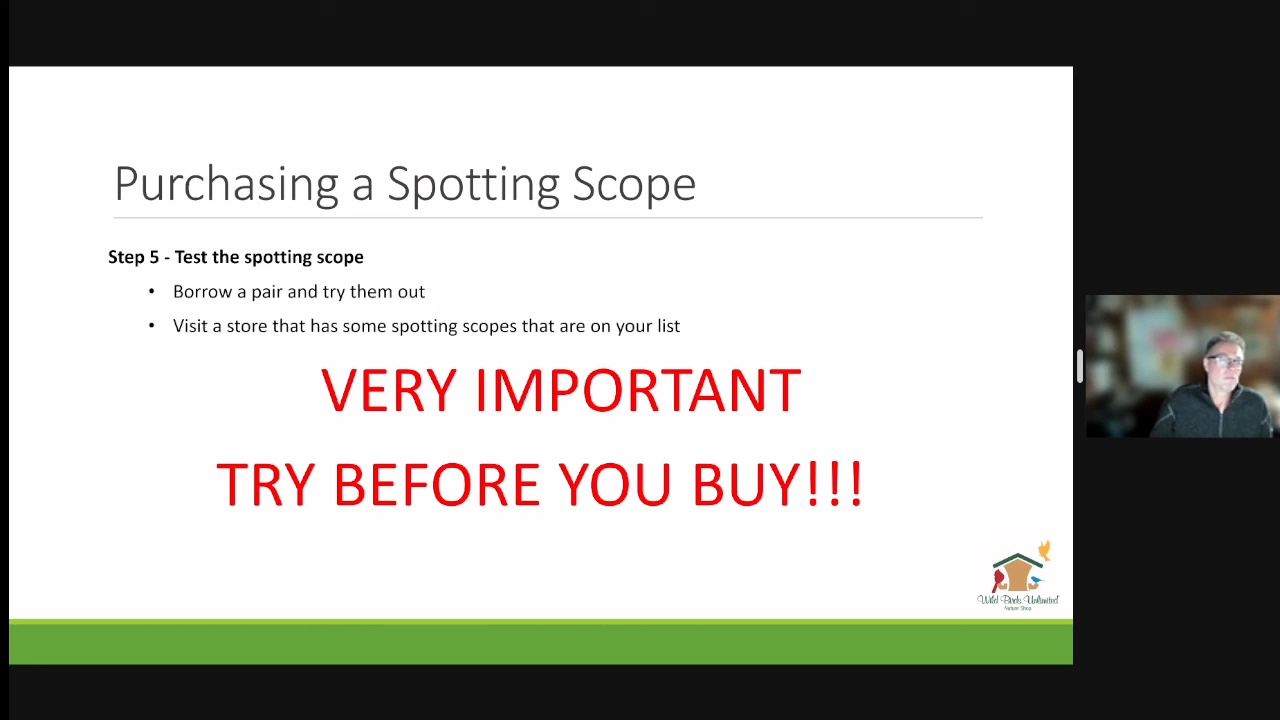 Purchasing a Spotting Scope
Step 5 - Test the spotting scope
• Borrow a pair and try them out
• Visit a store that has some spotting scopes that are on your list
VERY IMPORTANT
TRY BEFORE YOU BUY!!!
Wild Birds Unlimited
Nature Shop